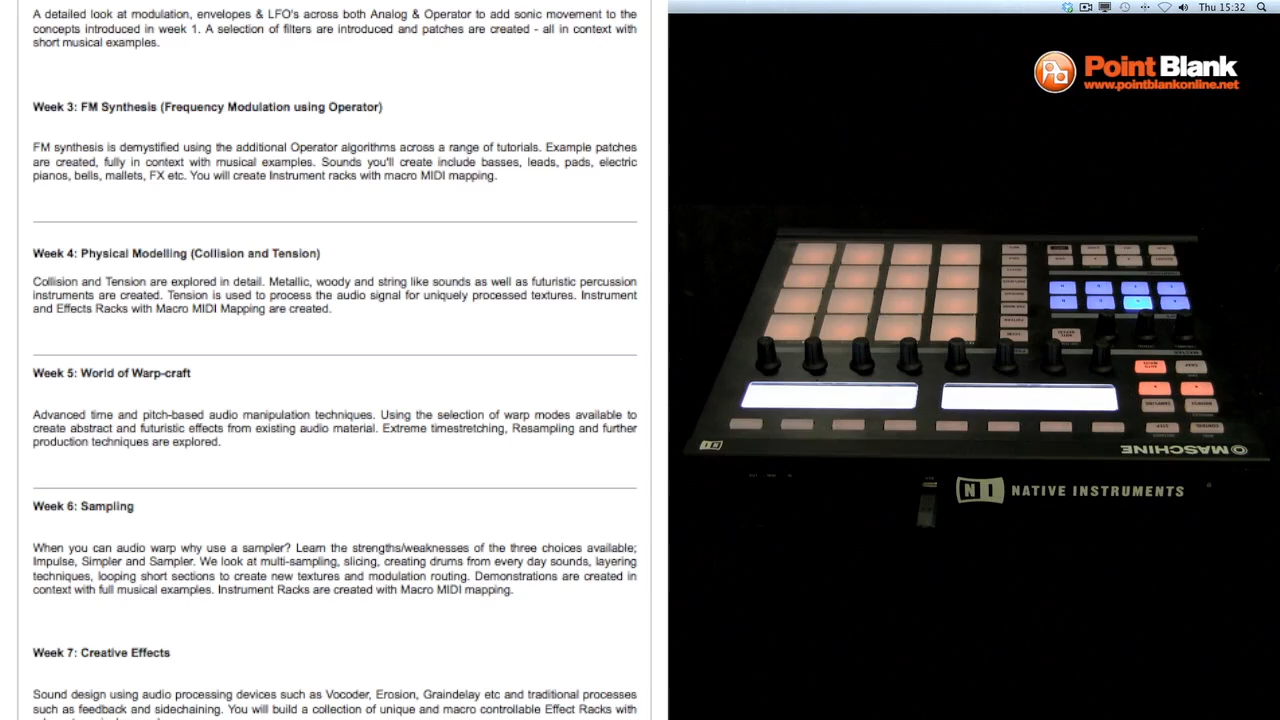 A detailed look at modulation, envelopes & LFO's across both Analog & Operator to add sonic movement to the
concepts introduced in week 1. A selection of filters are introduced and patches are created - all in context with
short musical examples.
Week 3: FM Synthesis (Frequency Modulation using Operator)
FM synthesis is demystified using the additional Operator algorithms across a range of tutorials. Example patches
are created, fully in context with musical examples. Sounds you'll create include basses, leads, pads, electric
pianos, bells, mallets, FX etc. You will create Instrument racks with macro MIDI mapping.
Week 4: Physical Modelling (Collision and Tension)
Collision and Tension are explored in detail. Metallic, woody and string like sounds as well as futuristic percussion
instruments are created. Tension is used to process the audio signal for uniquely processed textures. Instrument
and Effects Racks with Macro MIDI Mapping are created.
Week 5: World of Warp-craft
Advanced time and pitch-based audio manipulation techniques. Using the selection of warp modes available to
create abstract and futuristic effects from existing audio material. Extreme timestretching, Resampling and further
production techniques are explored.
Week 6: Sampling
When you can audio warp why use a sampler? Learn the strengths/weaknesses of the three choices available;
Impulse, Simpler and Sampler. We look at multi-sampling, slicing, creating drums from every day sounds, layering
techniques, looping short sections to create new textures and modulation routing. Demonstrations are created in
context with full musical examples. Instrument Racks are created with Macro MIDI mapping.
Week 7: Creative Effects
Sound design using audio processing devices such as Vocoder, Erosion, Graindelay etc and traditional processes
such as feedback and sidechaining. You will build a collection of unique and macro controllable Effect Racks with
Thu 15:32
Point Blank
www.pointblankonline.net
MASCHINE
NATIVE INSTRUMENTS